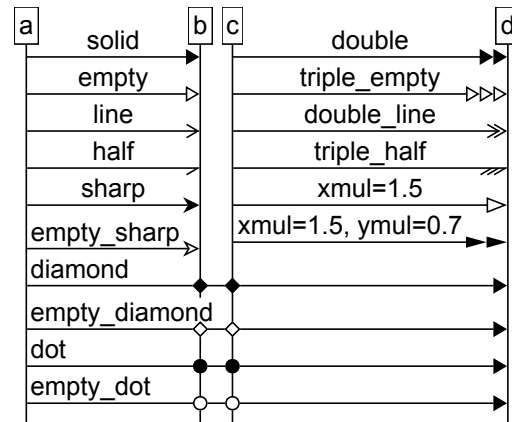 a b c d
solid double
empty triple_empty
line double_line
half triple_half
sharp xmul=1.5
empty_sharp xmul=1.5, ymul=0.7
diamond
empty_diamond
dot
empty_dot